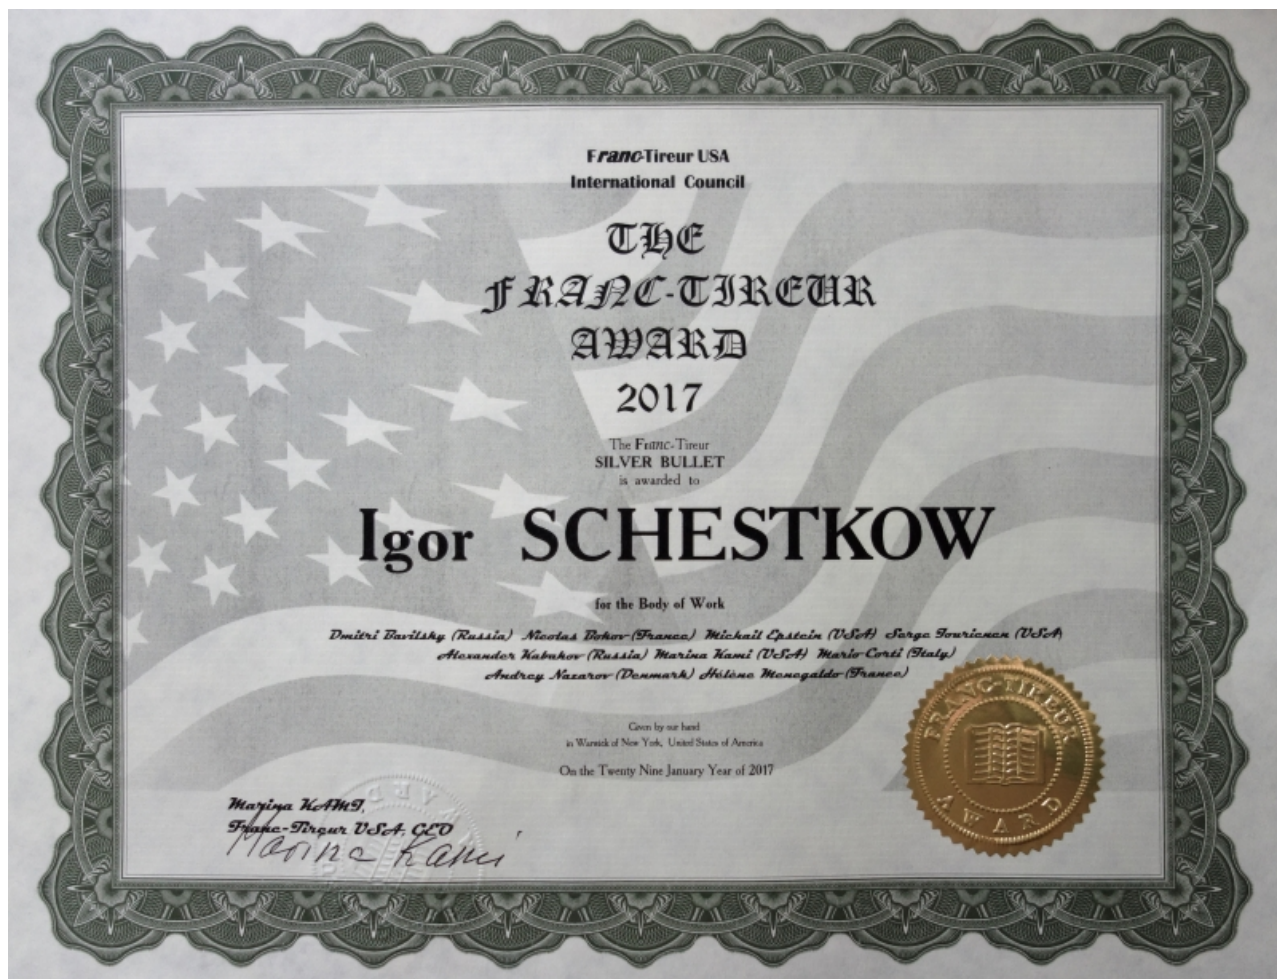 Franc-Tireur USA
International Council
THE
FRANC-TIREUR
AWARD
2017
The Franc-Tireur
SILVER BULLET
is awarded to
Igor SCHESTKOW
for the Body of Work
Dmitri Bavilsky (Russia) Nicolas Bokov (France) Michail Epstein (USA) Serge Iourienen (USA)
Alexander Kabakov (Russia) Marina Kami (USA) Mario Corti (Italy)
Andrey Nazarov (Denmark) Hélène Menegaldo (France)
Given by our hand
in Warwick of New York, United States of America
On the Twenty Nine January Year of 2017
Marina KAMI,
Franc-Tireur USA, CEO
Marina Kami
FRANC-TIREUR
AWARD